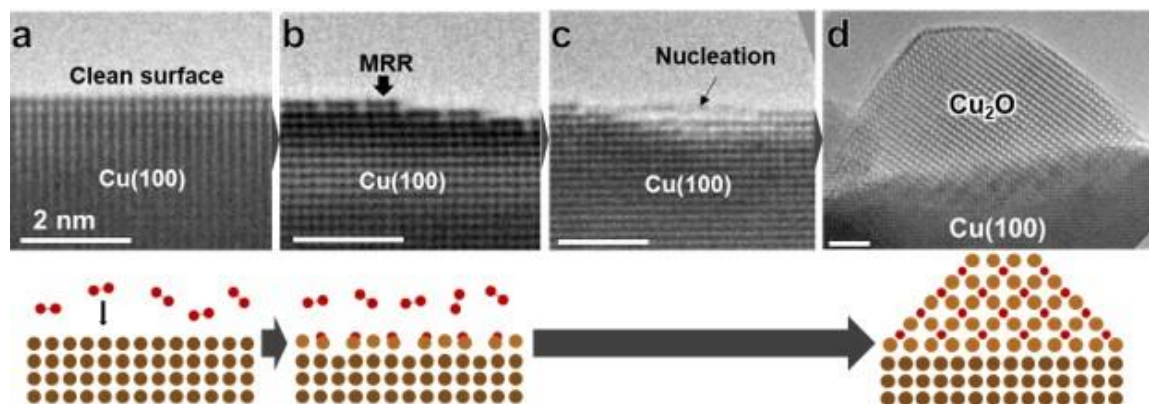 a
Clean surface
Cu(100)
2 nm
b
MRR
Cu(100)
c
Nucleation
Cu(100)
d
Cu₂O
Cu(100)